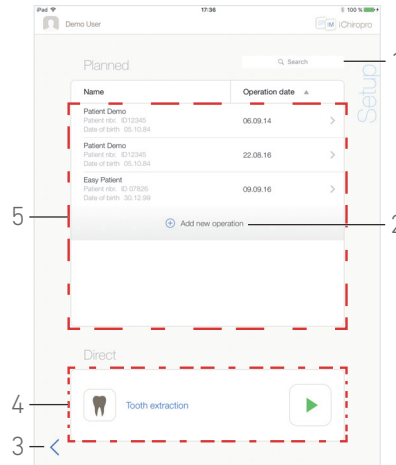 iPad 17:36 100 %
Demo User iChiropro
Planned Search 1
Setup
Name Operation date
Patient Demo
Patient nbr. ID12345 06.09.14
Date of birth 05.10.84
Patient Demo
Patient nbr. ID12345 22.08.16
Date of birth 05.10.84
Easy Patient
Patient nbr. ID 07826 09.09.16
Date of birth 30.12.99
5 Add new operation 2
Direct
4 Tooth extraction
3